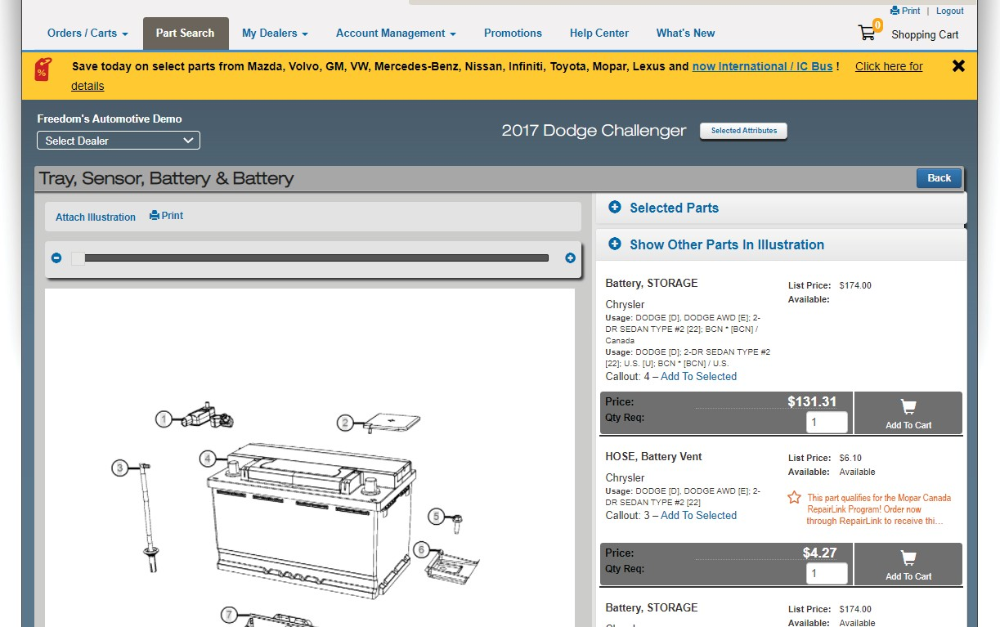 Print | Logout
Orders / Carts Part Search My Dealers Account Management Promotions Help Center What's New 0 Shopping Cart
% Save today on select parts from Mazda, Volvo, GM, VW, Mercedes-Benz, Nissan, Infiniti, Toyota, Mopar, Lexus and now International / IC Bus ! Click here for
details
Freedom's Automotive Demo
Select Dealer
2017 Dodge Challenger Selected Attributes
Tray, Sensor, Battery & Battery Back
Attach Illustration Print
1
2
3
4
5
6
7
Selected Parts
Show Other Parts In Illustration
Battery, STORAGE
List Price: $174.00
Available:
Chrysler
Usage: DODGE [D], DODGE AWD [E]; 2-
DR SEDAN TYPE #2 [22]; BCN * [BCN] /
Canada
Usage: DODGE [D]; 2-DR SEDAN TYPE #2
[22]; U.S. [U]; BCN * [BCN] / U.S.
Callout: 4 – Add To Selected
Price: $131.31
Qty Req: 1
Add To Cart
HOSE, Battery Vent
List Price: $6.10
Available: Available
Chrysler
Usage: DODGE [D], DODGE AWD [E]; 2-
DR SEDAN TYPE #2 [22]
Callout: 3 – Add To Selected
This part qualifies for the Mopar Canada
RepairLink Program! Order now
through RepairLink to receive thi...
Price: $4.27
Qty Req: 1
Add To Cart
Battery, STORAGE
List Price: $174.00
Available: Available